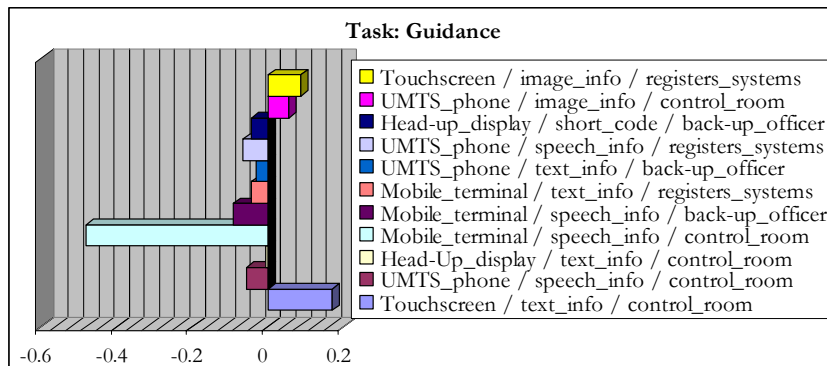 Task: Guidance
Touchscreen / image_info / registers_systems
UMTS_phone / image_info / control_room
Head-up_display / short_code / back-up_officer
UMTS_phone / speech_info / registers_systems
UMTS_phone / text_info / back-up_officer
Mobile_terminal / text_info / registers_systems
Mobile_terminal / speech_info / back-up_officer
Mobile_terminal / speech_info / control_room
Head-Up_display / text_info / control_room
UMTS_phone / speech_info / control_room
Touchscreen / text_info / control_room
-0.6 -0.4 -0.2 0 0.2